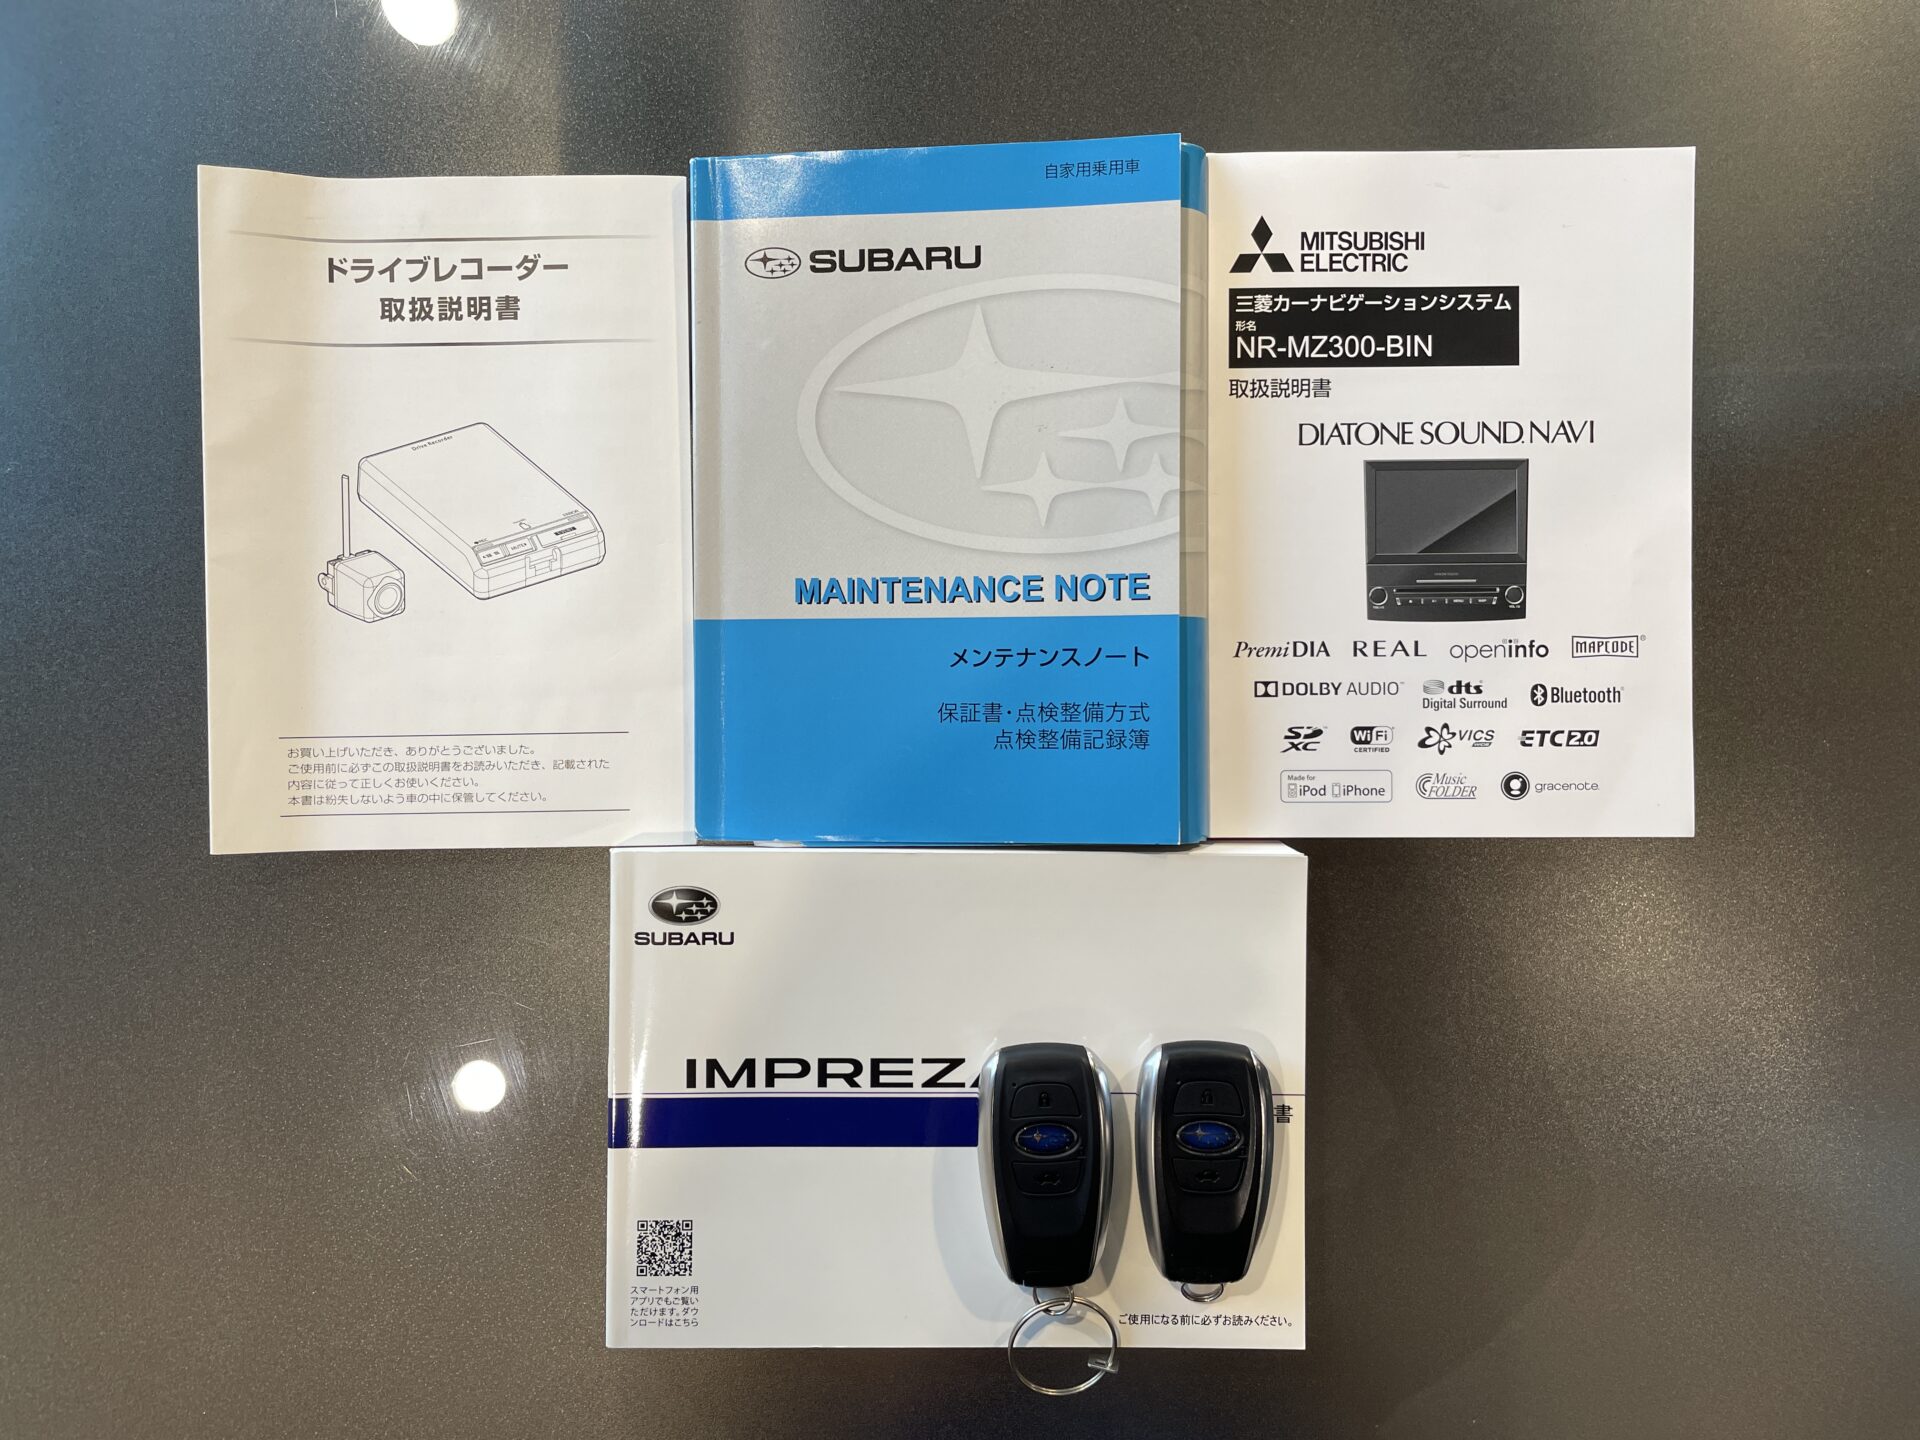 ドライブレコーダー
取扱説明書
Drive Recorder
お買い上げいただき、ありがとうございました。
ご使用前に必ずこの取扱説明書をお読みいただき、記載された
内容に従って正しくお使いください。
本書は紛失しないよう車の中に保管してください。
自家用乗用車
SUBARU
MAINTENANCE NOTE
メンテナンスノート
保証書・点検整備方式
点検整備記録簿
MITSUBISHI
ELECTRIC
三菱カーナビゲーションシステム
形名
NR-MZ300-BIN
取扱説明書
DIATONE SOUND.NAVI
PremiDIA REAL openinfo MAPCODE®
DOLBY AUDIO™ dts Digital Surround Bluetooth®
SD XC™ Wi Fi CERTIFIED VICS WIDE ETC2.0
Made for
iPod iPhone Music FOLDER gracenote.
SUBARU
IMPREZA
書
スマートフォン用
アプリでもご覧い
ただけます。ダウ
ンロードはこちら
ご使用になる前に必ずお読みください。